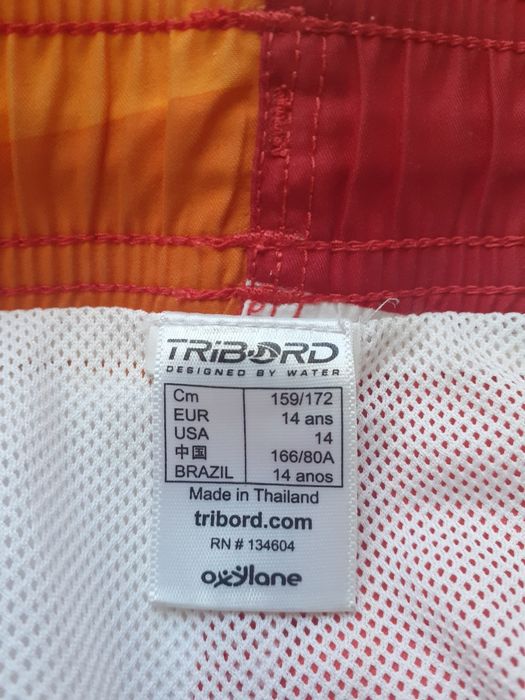 TRIBORD
DESIGNED BY WATER
Cm 159/172
EUR 14 ans
USA 14
中国 166/80A
BRAZIL 14 anos
Made in Thailand
tribord.com
RN # 134604
oxylane